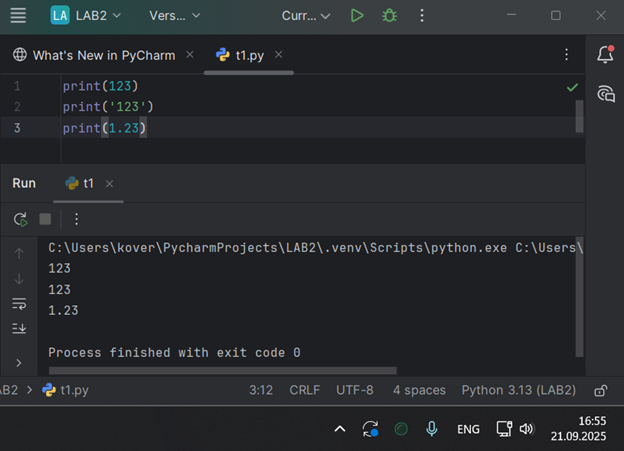 LA LAB2 Vers... Curr...
What's New in PyCharm t1.py
1 print(123)
2 print('123')
3 print(1.23)
Run t1
C:\Users\kover\PycharmProjects\LAB2\.venv\Scripts\python.exe C:\Users\
123
123
1.23
Process finished with exit code 0
AB2 > t1.py 3:12 CRLF UTF-8 4 spaces Python 3.13 (LAB2)
ENG 16:55
21.09.2025